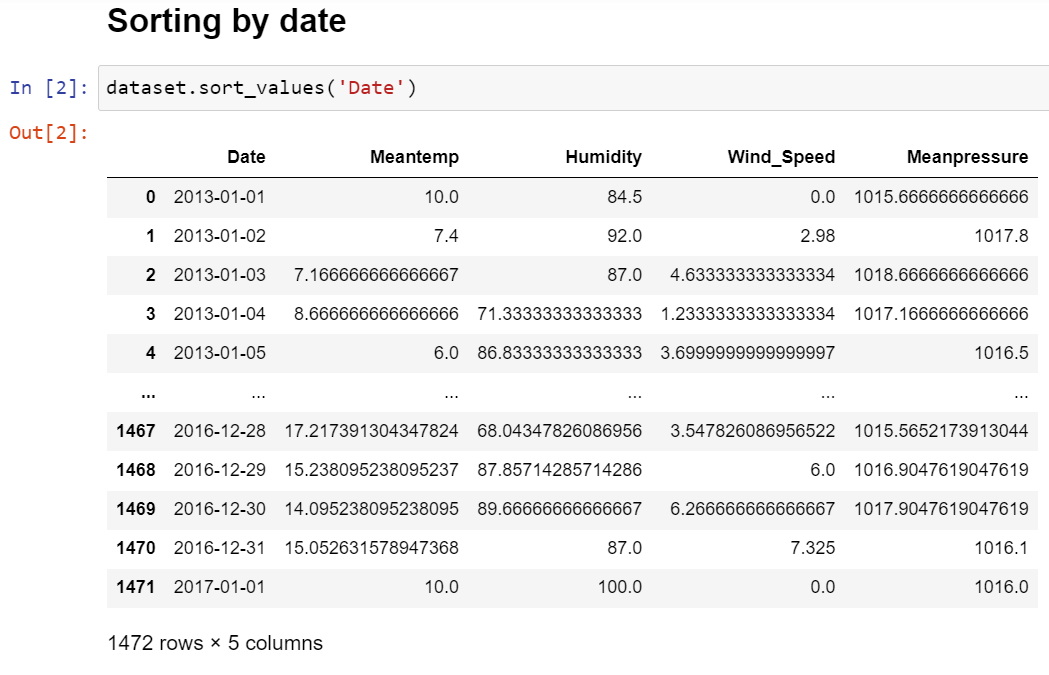 Sorting by date
In [2]: dataset.sort_values('Date')
Out[2]:
Date Meantemp Humidity Wind_Speed Meanpressure
0 2013-01-01 10.0 84.5 0.0 1015.6666666666666
1 2013-01-02 7.4 92.0 2.98 1017.8
2 2013-01-03 7.166666666666667 87.0 4.633333333333334 1018.6666666666666
3 2013-01-04 8.666666666666666 71.33333333333333 1.2333333333333334 1017.1666666666666
4 2013-01-05 6.0 86.83333333333333 3.6999999999999997 1016.5
... ... ... ... ... ...
1467 2016-12-28 17.217391304347824 68.04347826086956 3.547826086956522 1015.5652173913044
1468 2016-12-29 15.238095238095237 87.85714285714286 6.0 1016.9047619047619
1469 2016-12-30 14.095238095238095 89.66666666666667 6.266666666666667 1017.9047619047619
1470 2016-12-31 15.052631578947368 87.0 7.325 1016.1
1471 2017-01-01 10.0 100.0 0.0 1016.0
1472 rows × 5 columns